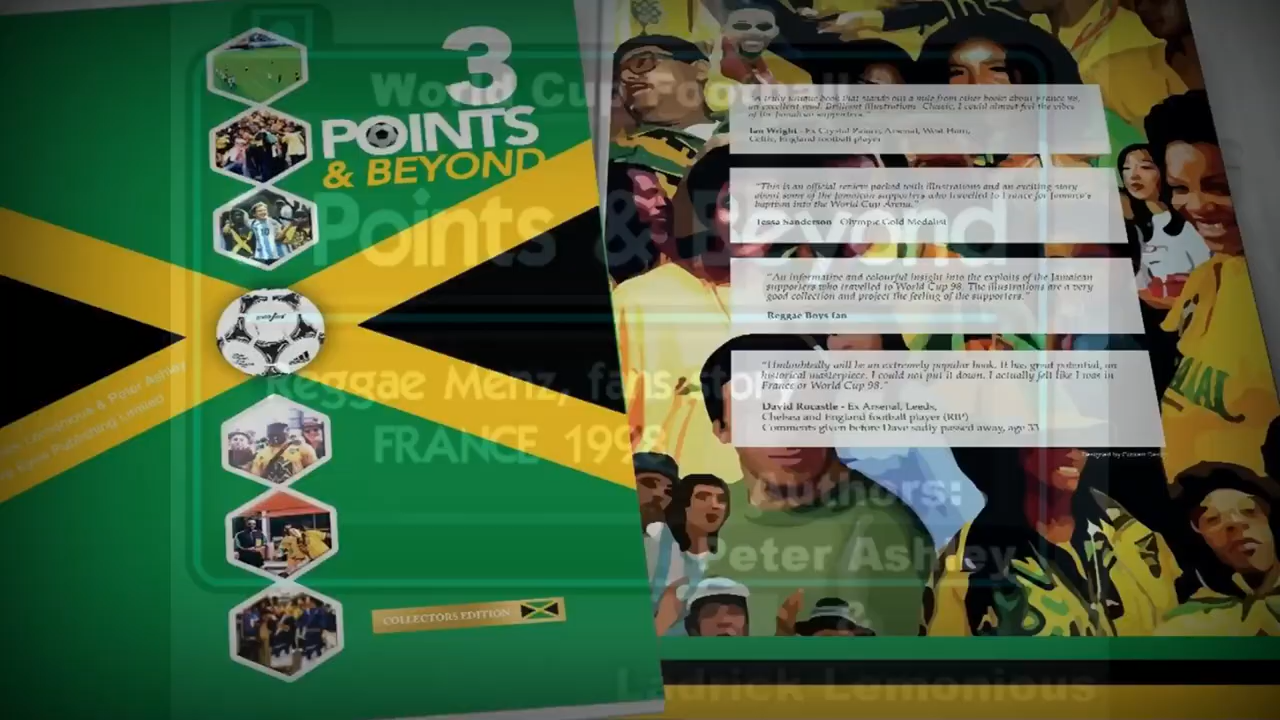 3
POINTS
& BEYOND
COLLECTORS EDITION
Lemonious & Peter Ashley
Publishing Limited
World Cup Football
Points & Beyond
Reggae Menz, fans story
FRANCE 1998
Authors:
Peter Ashley
&
Ladrick Lemonious
"A truly unique book that stands out a mile from other books about France 98,
an excellent read. Brilliant illustrations. Classic, I could almost feel the vibes
of the Jamaican supporters."
Ian Wright - Ex Crystal Palace, Arsenal, West Ham,
Celtic, England football player
"This is an official review packed with illustrations and an exciting story
about some of the Jamaican supporters who travelled to France for Jamaica's
baptism into the World Cup Arena."
Tessa Sanderson - Olympic Gold Medalist
"An informative and colourful insight into the exploits of the Jamaican
supporters who travelled to World Cup 98. The illustrations are a very
good collection and project the feeling of the supporters."
Reggae Boys fan
"Undoubtedly will be an extremely popular book. It has great potential, an
historical masterpiece. I could not put it down. I actually felt like I was in
France or World Cup 98."
David Rocastle - Ex Arsenal, Leeds,
Chelsea and England football player (RIP)
Comments given before Dave sadly passed away, age 33
Designed by